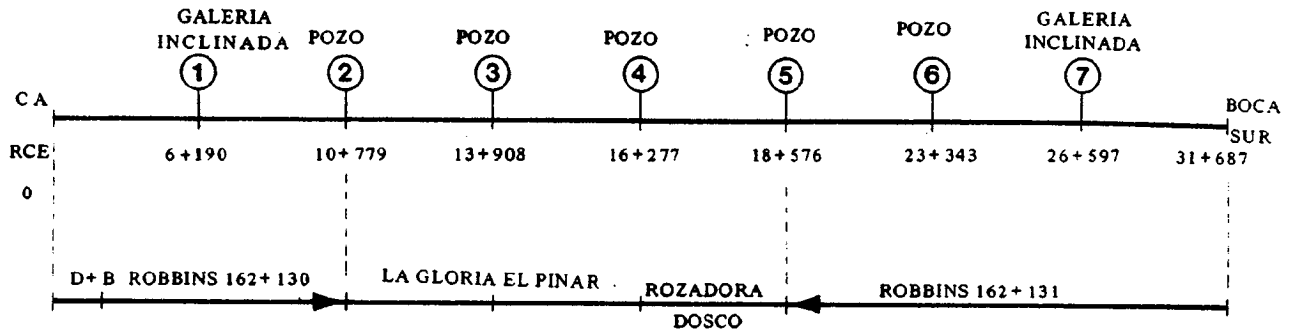 GALERIA
INCLINADA
POZO
POZO
POZO
POZO
POZO
GALERIA
INCLINADA
1
2
3
4
5
6
7
CA
BOCA
SUR
RCE
6+190
10+779
13+908
16+277
18+576
23+343
26+597
31+687
0
D+B ROBBINS 162+130
LA GLORIA EL PINAR
ROZADORA
ROBBINS 162+131
DOSCO